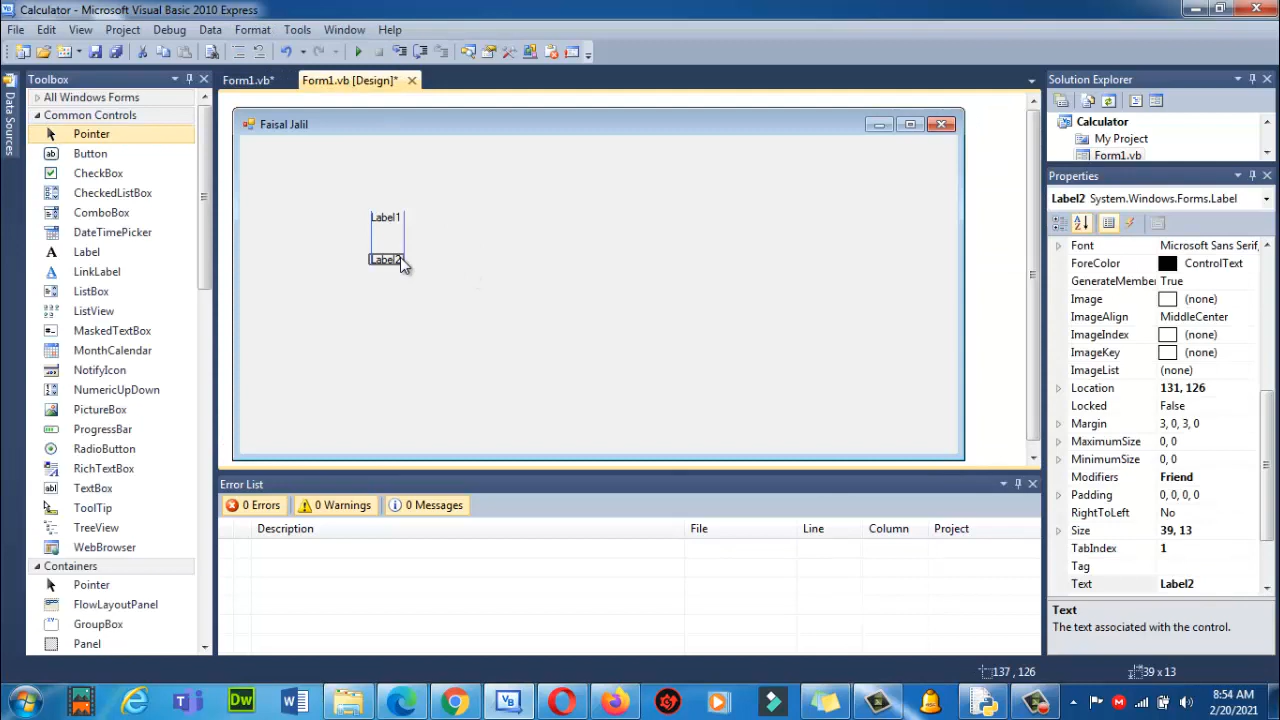 Calculator - Microsoft Visual Basic 2010 Express
File Edit View Project Debug Format Tools Window Help
Toolbox
All Windows Forms
Common Controls
Pointer
Button
CheckBox
CheckedListBox
ComboBox
DateTimePicker
Label
LinkLabel
ListBox
ListView
MaskedTextBox
MonthCalendar
NotifyIcon
NumericUpDown
PictureBox
ProgressBar
RadioButton
RichTextBox
TextBox
ToolTip
TreeView
WebBrowser
Containers
Pointer
FlowLayoutPanel
GroupBox
Panel
Data Sources
Form1.vb* Form1.vb [Design]*
Faisal Jalil
Label1
Label2
Error List
0 Errors 0 Warnings 0 Messages
Description File Line Column Project
Solution Explorer
Calculator
My Project
Form1.vb
Properties
Label2 System.Windows.Forms.Label
Font Microsoft Sans Serif,
ForeColor ControlText
GenerateMember True
Image (none)
ImageAlign MiddleCenter
ImageIndex (none)
ImageKey (none)
ImageList (none)
Location 131, 126
Locked False
Margin 3, 0, 3, 0
MaximumSize 0, 0
MinimumSize 0, 0
Modifiers Friend
Padding 0, 0, 0, 0
RightToLeft No
Size 39, 13
TabIndex 1
Tag
Text Label2
Text
The text associated with the control.
137 , 126 39 x 13
Dw
8:54 AM
2/20/2021